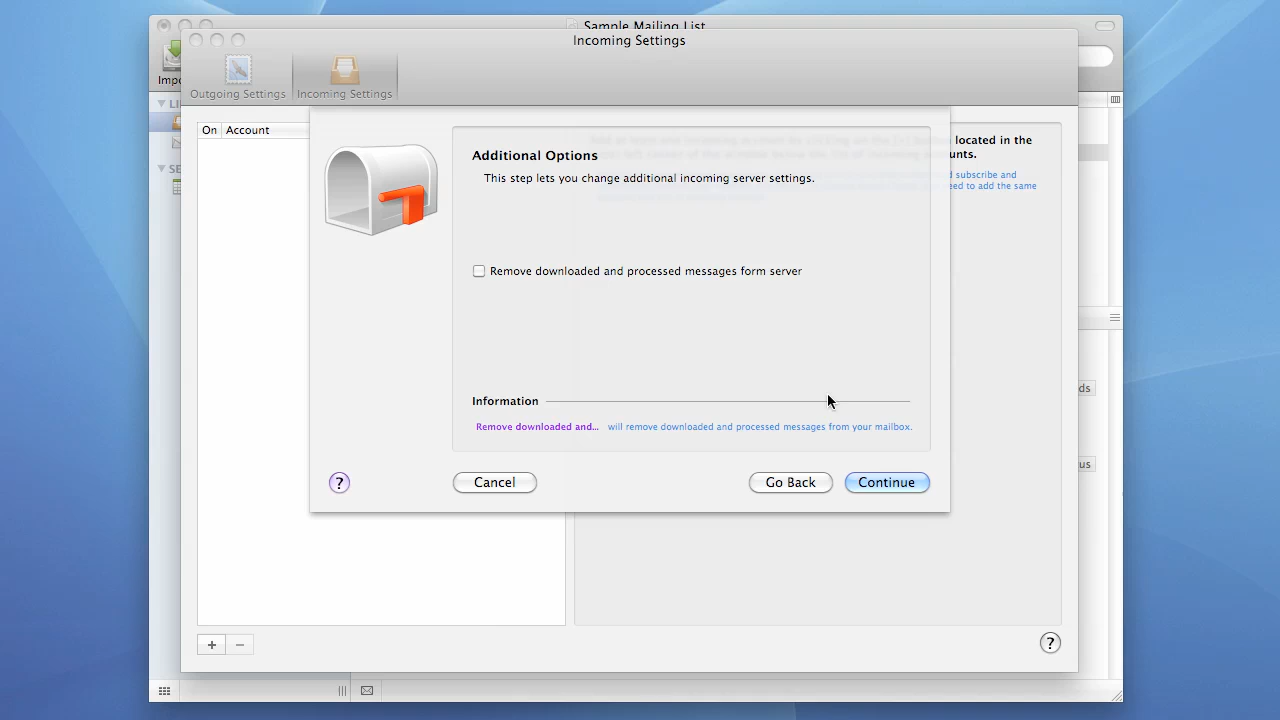 Sample Mailing List
Incoming Settings
Impo
Outgoing Settings
Incoming Settings
LI
SE
On
Account
located in the
unts.
d subscribe and
eed to add the same
Additional Options
This step lets you change additional incoming server settings.
Remove downloaded and processed messages form server
ds
us
Information
Remove downloaded and... will remove downloaded and processed messages from your mailbox.
?
Cancel
Go Back
Continue
+
−
?